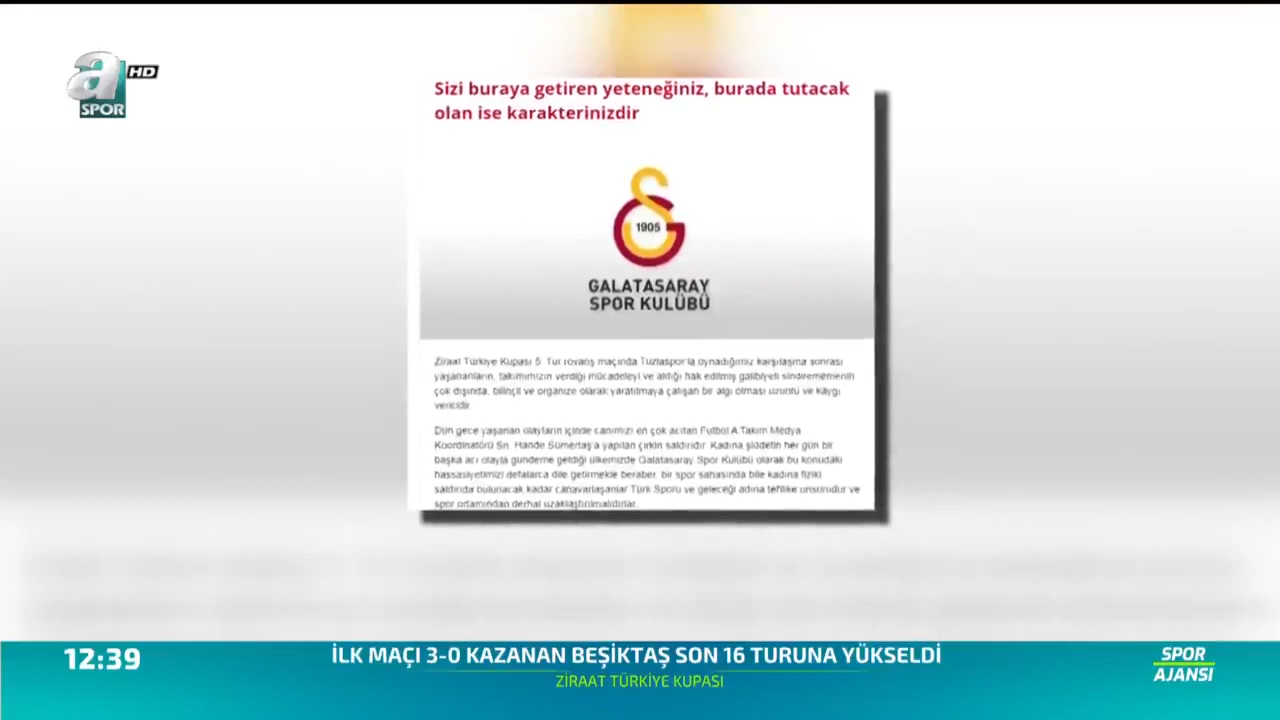 a HD
SPOR
Sizi buraya getiren yeteneğiniz, burada tutacak
olan ise karakterinizdir
1905
GALATASARAY
SPOR KULÜBÜ
Ziraat Türkiye Kupası 5. Tur rövanş maçında Tuzlaspor'la oynadığımız karşılaşma sonrası
yaşananların, takımımızın verdiği mücadeleyi ve aldığı hak edilmiş galibiyeti sindirememenin
çok dışında, bilinçli ve organize olarak yaratılmaya çalışan bir algı olması üzüntü ve kaygı
vericidir.
Dün gece yaşanan olayların içinde canımızı en çok acıtan Futbol A Takım Medya
Koordinatörü Sn. Hande Sümertaş'a yapılan çirkin saldırıdır. Kadına şiddetin her gün bir
başka acı olayla gündeme geldiği ülkemizde Galatasaray Spor Kulübü olarak bu konudaki
hassasiyetimizi defalarca dile getirmekle beraber, bir spor sahasında bile kadına fiziki
saldırıda bulunacak kadar canavarlaşanlar Türk Sporu ve geleceği adına tehlike unsurudur ve
spor ortamından derhal uzaklaştırılmalıdırlar.
12:39
İLK MAÇI 3-0 KAZANAN BEŞİKTAŞ SON 16 TURUNA YÜKSELDİ
ZİRAAT TÜRKİYE KUPASI
SPOR
AJANSI